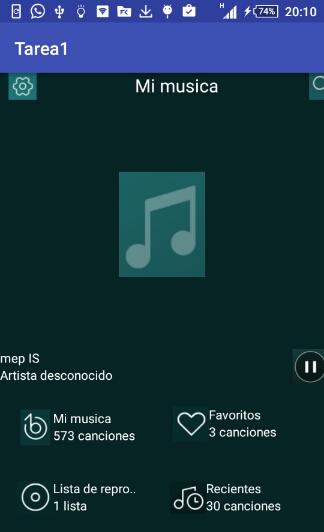 H 74% 20:10
Tarea1
Mi musica
mep IS
Artista desconocido
Mi musica
573 canciones
Favoritos
3 canciones
Lista de repro..
1 lista
Recientes
30 canciones